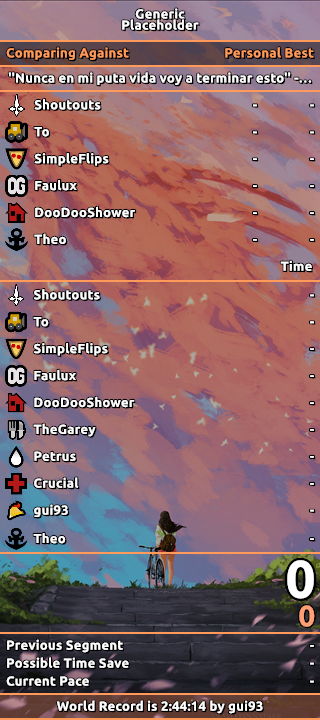 Generic
Placeholder
Comparing Against Personal Best
"Nunca en mi puta vida voy a terminar esto" -...
Shoutouts - -
To - -
SimpleFlips - -
OG Faulux - -
DooDooShower - -
Theo - -
Time
Shoutouts -
To -
SimpleFlips -
OG Faulux -
DooDooShower -
TheGarey -
Petrus -
Crucial -
gui93 -
Theo -
0
0
Previous Segment -
Possible Time Save -
Current Pace -
World Record is 2:44:14 by gui93